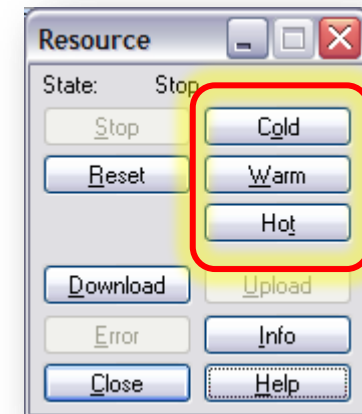 Resource
State: Stop
Stop Cold
Reset Warm
Hot
Download Upload
Error Info
Close Help